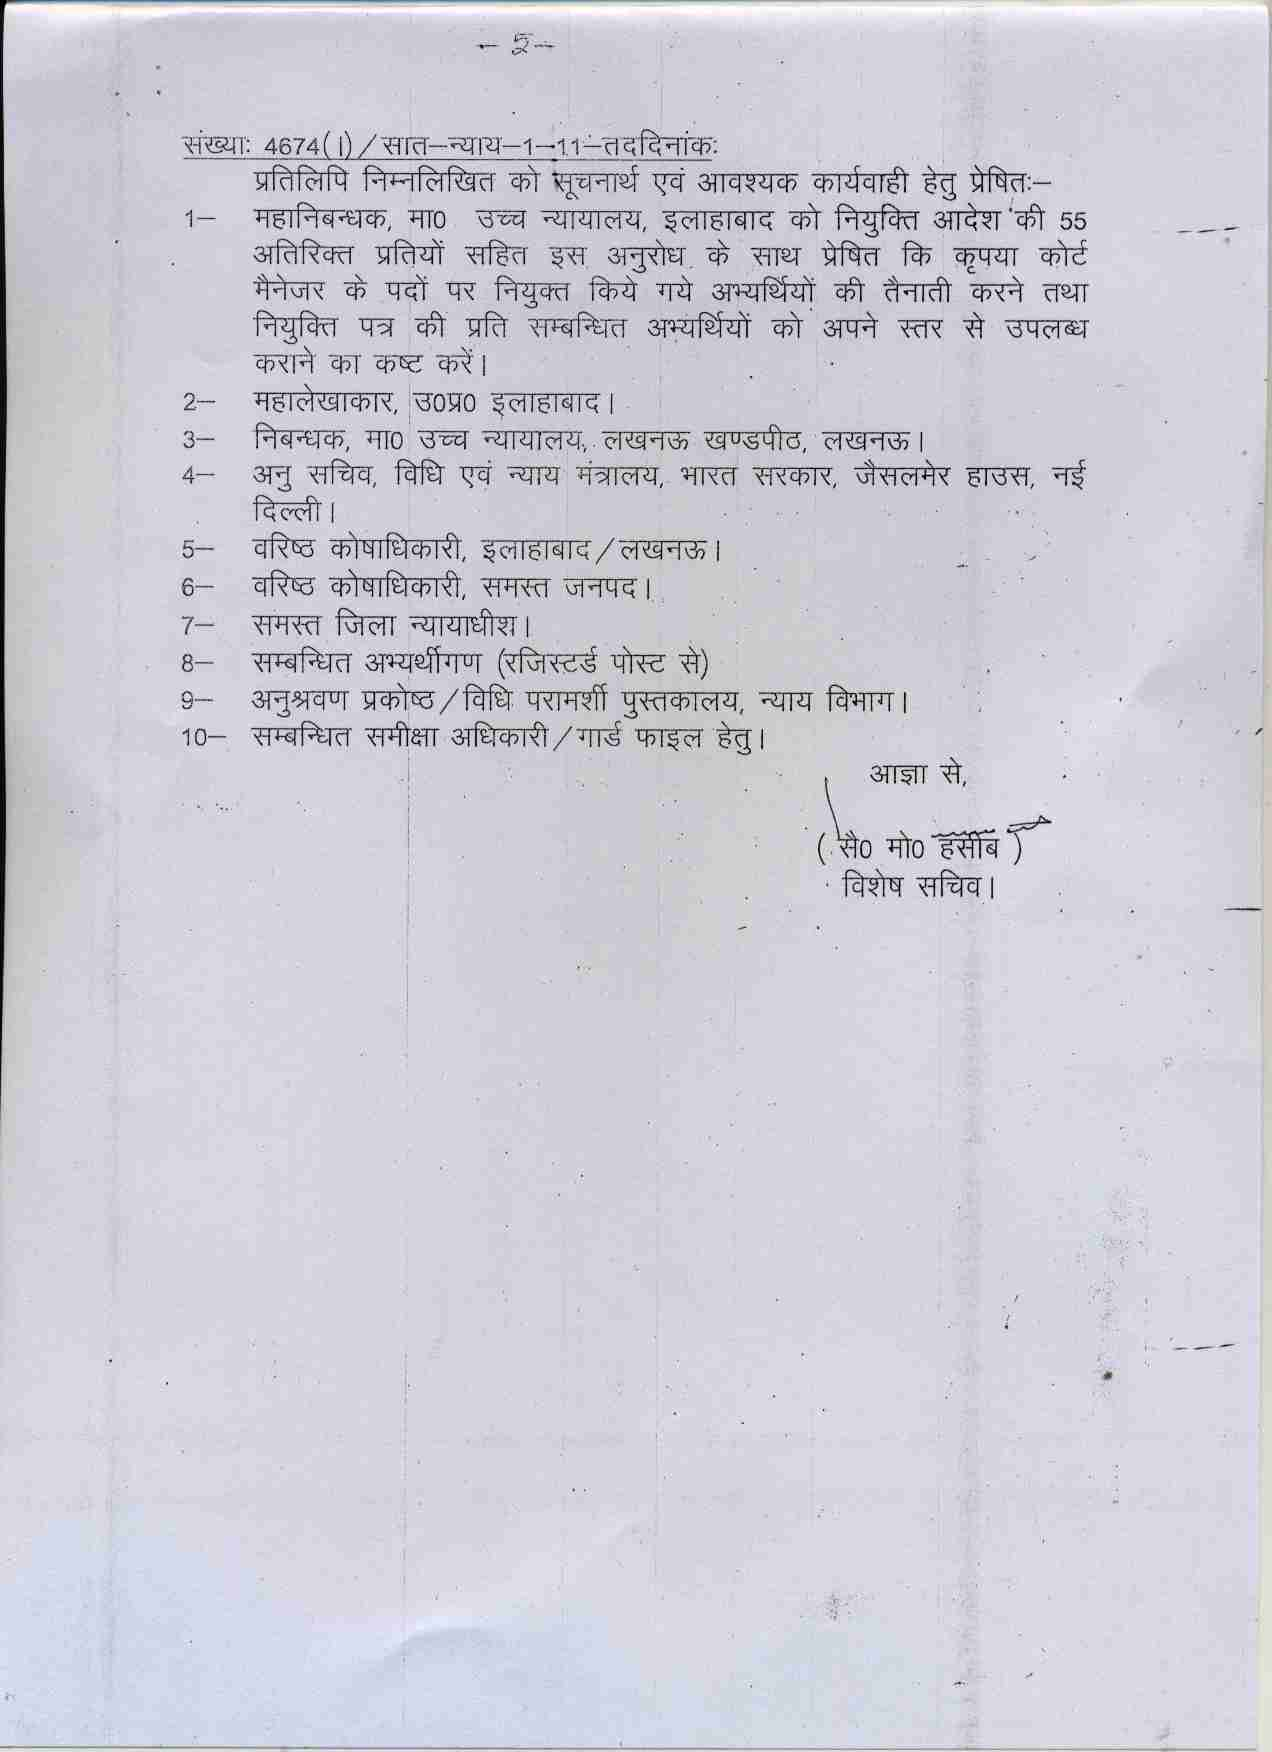 - 5 -
संख्याः 4674(।)/सात–न्याय–1–11–तददिनांकः
प्रतिलिपि निम्नलिखित को सूचनार्थ एवं आवश्यक कार्यवाही हेतु प्रेषितः–
1– महानिबन्धक, मा0 उच्च न्यायालय, इलाहाबाद को नियुक्ति आदेश की 55
अतिरिक्त प्रतियों सहित इस अनुरोध के साथ प्रेषित कि कृपया कोर्ट
मैनेजर के पदों पर नियुक्त किये गये अभ्यर्थियों की तैनाती करने तथा
नियुक्ति पत्र की प्रति सम्बन्धित अभ्यर्थियों को अपने स्तर से उपलब्ध
कराने का कष्ट करें।
2– महालेखाकार, उ0प्र0 इलाहाबाद।
3– निबन्धक, मा0 उच्च न्यायालय, लखनऊ खण्डपीठ, लखनऊ।
4– अनु सचिव, विधि एवं न्याय मंत्रालय, भारत सरकार, जैसलमेर हाउस, नई
दिल्ली।
5– वरिष्ठ कोषाधिकारी, इलाहाबाद/लखनऊ।
6– वरिष्ठ कोषाधिकारी, समस्त जनपद।
7– समस्त जिला न्यायाधीश।
8– सम्बन्धित अभ्यर्थीगण (रजिस्टर्ड पोस्ट से)
9– अनुश्रवण प्रकोष्ठ/विधि परामर्शी पुस्तकालय, न्याय विभाग।
10– सम्बन्धित समीक्षा अधिकारी/गार्ड फाइल हेतु।
आज्ञा से,
( सै0 मो0 हसीब )
विशेष सचिव।